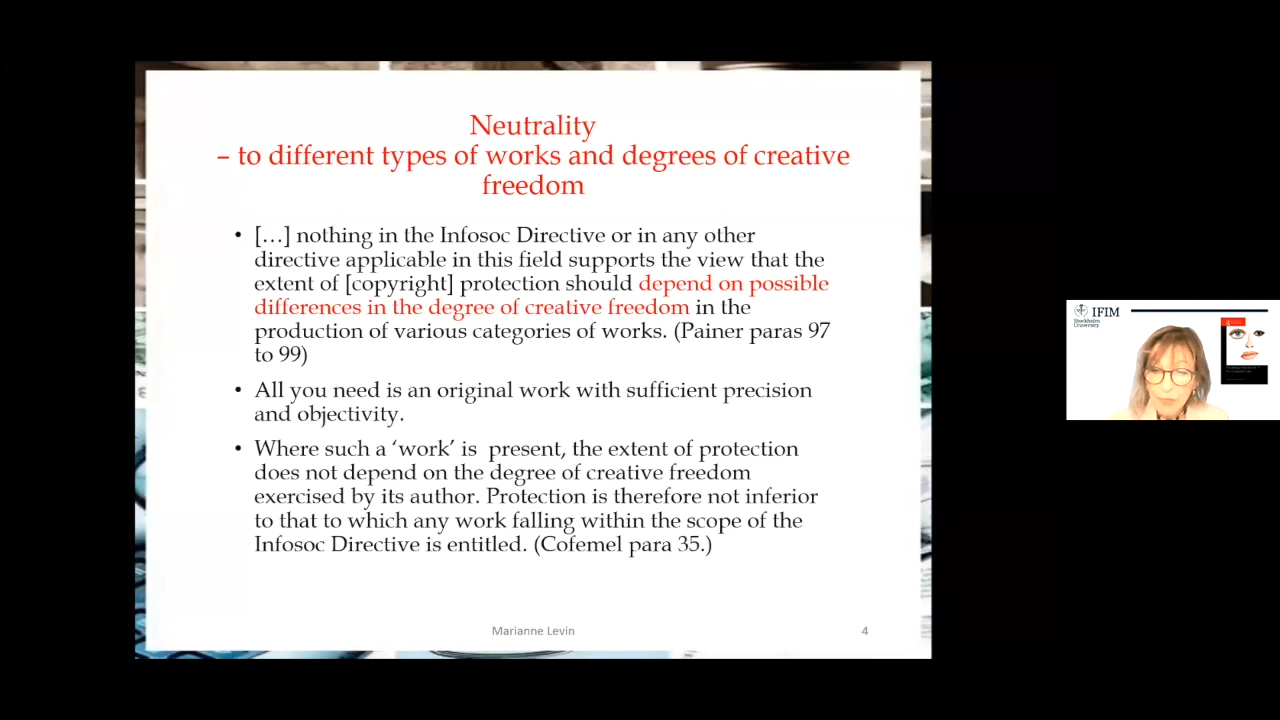 Neutrality
– to different types of works and degrees of creative
freedom
• […] nothing in the Infosoc Directive or in any other
directive applicable in this field supports the view that the
extent of [copyright] protection should depend on possible
differences in the degree of creative freedom in the
production of various categories of works. (Painer paras 97
to 99)
• All you need is an original work with sufficient precision
and objectivity.
• Where such a ‘work’ is  present, the extent of protection
does not depend on the degree of creative freedom
exercised by its author. Protection is therefore not inferior
to that to which any work falling within the scope of the
Infosoc Directive is entitled. (Cofemel para 35.)
Marianne Levin
4
IFIM
Stockholm
University